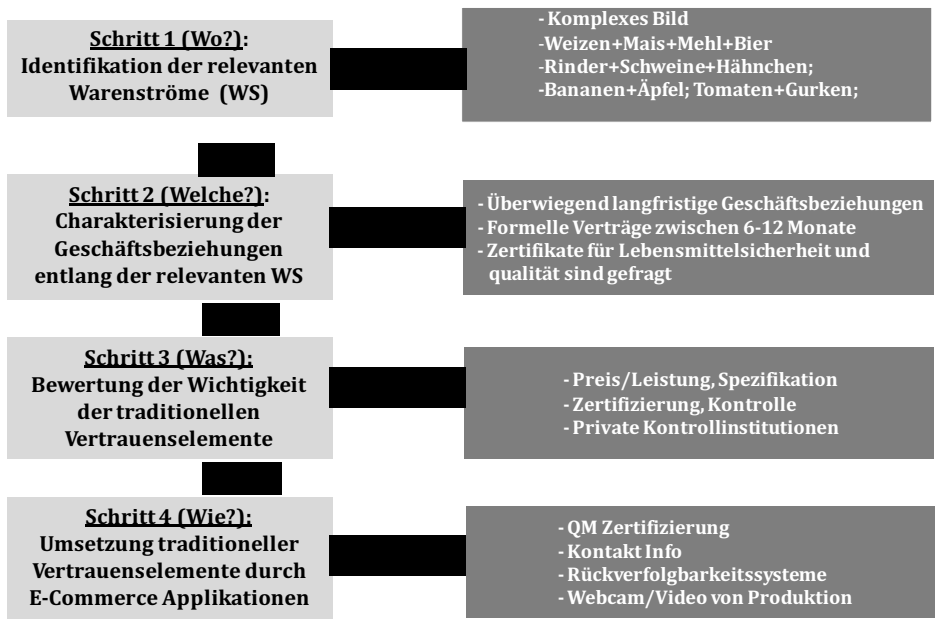 Schritt 1 (Wo?):
Identifikation der relevanten
Warenströme (WS)
- Komplexes Bild
-Weizen+Mais+Mehl+Bier
-Rinder+Schweine+Hähnchen;
-Bananen+Äpfel; Tomaten+Gurken;
Schritt 2 (Welche?):
Charakterisierung der
Geschäftsbeziehungen
entlang der relevanten WS
- Überwiegend langfristige Geschäftsbeziehungen
- Formelle Verträge zwischen 6-12 Monate
- Zertifikate für Lebensmittelsicherheit und
qualität sind gefragt
Schritt 3 (Was?):
Bewertung der Wichtigkeit
der traditionellen
Vertrauenselemente
- Preis/Leistung, Spezifikation
- Zertifizierung, Kontrolle
- Private Kontrollinstitutionen
Schritt 4 (Wie?):
Umsetzung traditioneller
Vertrauenselemente durch
E-Commerce Applikationen
- QM Zertifizierung
- Kontakt Info
- Rückverfolgbarkeitssysteme
- Webcam/Video von Produktion